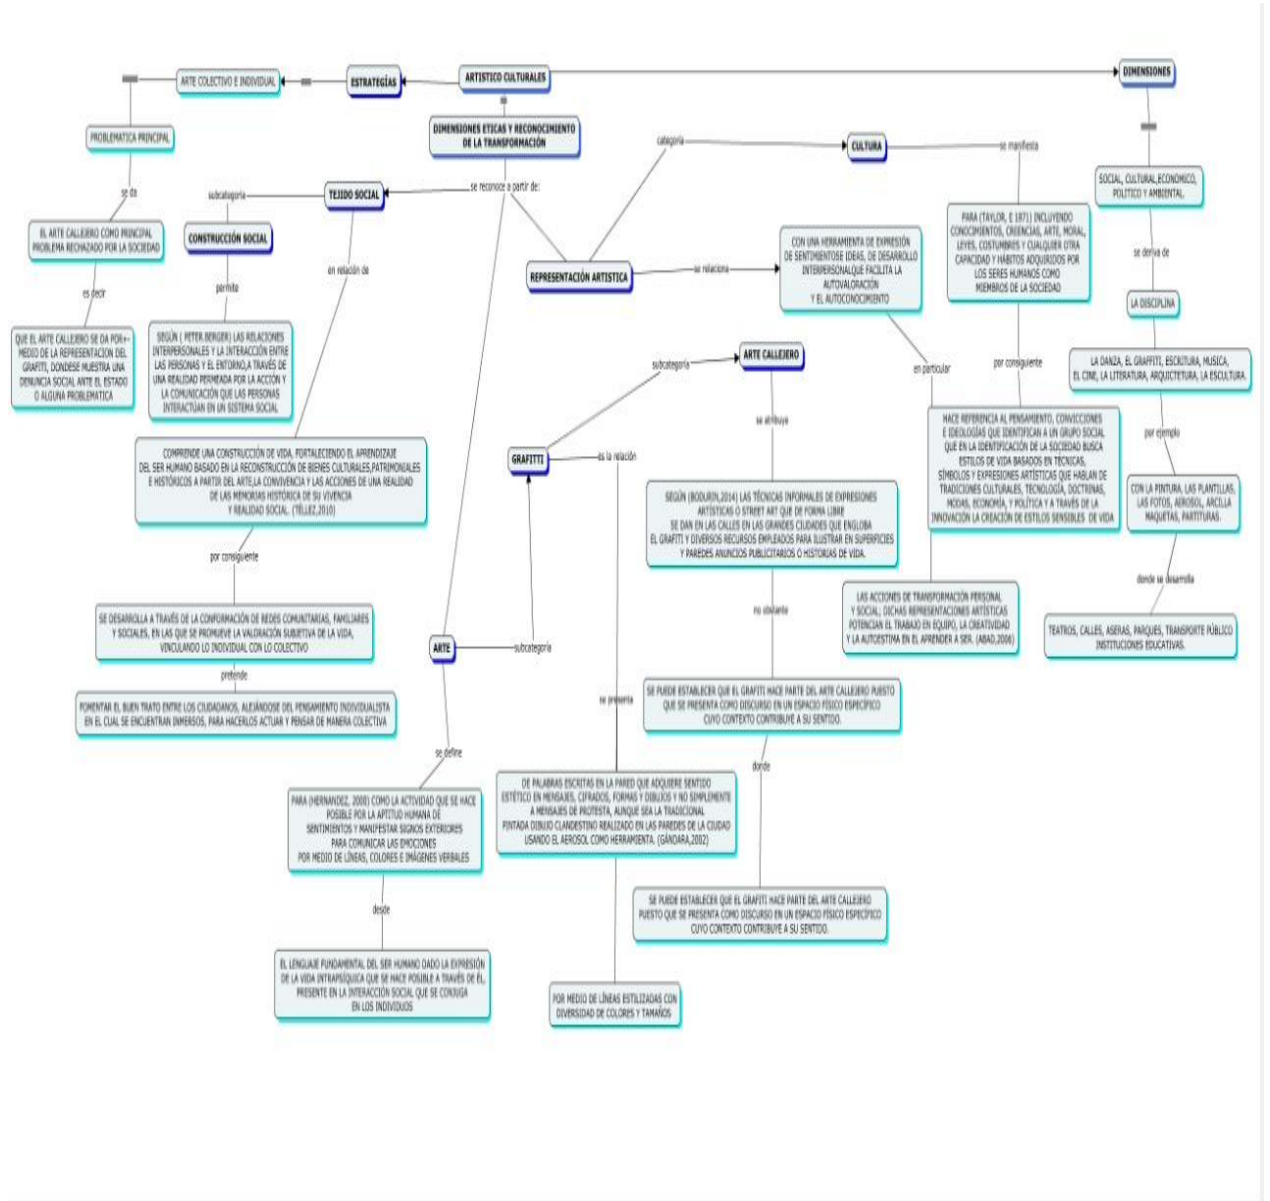 ARTISTICO CULTURALES
ESTRATEGÍAS
ARTE COLECTIVO E INDIVIDUAL
DIMENSIONES
PROBLEMATICA PRINCIPAL
se da
EL ARTE CALLEJERO COMO PRINCIPAL
PROBLEMA RECHAZADO POR LA SOCIEDAD
es decir
QUE EL ARTE CALLEJERO SE DA POR+-
MEDIO DE LA REPRESENTACION DEL
GRAFITI, DONDESE MUESTRA UNA
DENUNCIA SOCIAL ANTE EL ESTADO
O ALGUNA PROBLEMATICA
DIMENSIONES ETICAS Y RECONOCIMIENTO
DE LA TRANSFORMACIÓN
se reconoce a partir de:
TEJIDO SOCIAL
subcategoria
CONSTRUCCIÓN SOCIAL
permite
SEGÚN ( PETER BERGER) LAS RELACIONES
INTERPERSONALES Y LA INTERACCIÓN ENTRE
LAS PERSONAS Y EL ENTORNO,A TRAVÉS DE
UNA REALIDAD PERMEADA POR LA ACCIÓN Y
LA COMUNICACIÓN QUE LAS PERSONAS
INTERACTÚAN EN UN SISTEMA SOCIAL
en relación de
COMPRENDE UNA CONSTRUCCIÓN DE VIDA, FORTALECIENDO EL APRENDIZAJE
DEL SER HUMANO BASADO EN LA RECONSTRUCCIÓN DE BIENES CULTURALES,PATRIMONIALES
E HISTÓRICOS A PARTIR DEL ARTE,LA CONVIVENCIA Y LAS ACCIONES DE UNA REALIDAD
DE LAS MEMORIAS HISTÓRICA DE SU VIVENCIA
Y REALIDAD SOCIAL. (TÉLLEZ,2010)
por consiguiente
SE DESARROLLA A TRAVÉS DE LA CONFORMACIÓN DE REDES COMUNITARIAS, FAMILIARES
Y SOCIALES, EN LAS QUE SE PROMUEVE LA VALORACIÓN SUBJETIVA DE LA VIDA,
VINCULANDO LO INDIVIDUAL CON LO COLECTIVO
pretende
FOMENTAR EL BUEN TRATO ENTRE LOS CIUDADANOS, ALEJÁNDOSE DEL PENSAMIENTO INDIVIDUALISTA
EN EL CUAL SE ENCUENTRAN INMERSOS, PARA HACERLOS ACTUAR Y PENSAR DE MANERA COLECTIVA
REPRESENTACIÓN ARTISTICA
categoría
CULTURA
se manifiesta
PARA (TAYLOR, E 1871) INCLUYENDO
CONOCIMIENTOS, CREENCIAS, ARTE, MORAL,
LEYES, COSTUMBRES Y CUALQUIER OTRA
CAPACIDAD Y HÁBITOS ADQUIRIDOS POR
LOS SERES HUMANOS COMO
MIEMBROS DE LA SOCIEDAD
por consiguiente
HACE REFERENCIA AL PENSAMIENTO, CONVICCIONES
E IDEOLOGÍAS QUE IDENTIFICAN A UN GRUPO SOCIAL
QUE EN LA IDENTIFICACIÓN DE LA SOCIEDAD BUSCA
ESTILOS DE VIDA BASADOS EN TÉCNICAS,
SÍMBOLOS Y EXPRESIONES ARTÍSTICAS QUE HABLAN DE
TRADICIONES CULTURALES, TECNOLOGÍA, DOCTRINAS,
MODAS, ECONOMÍA, Y POLÍTICA Y A TRAVÉS DE LA
INNOVACIÓN LA CREACIÓN DE ESTILOS SENSIBLES DE VIDA
se relaciona
CON UNA HERRAMIENTA DE EXPRESIÓN
DE SENTIMIENTOSE IDEAS, DE DESARROLLO
INTERPERSONALQUE FACILITA LA
AUTOVALORACIÓN
Y EL AUTOCONOCIMIENTO
en particular
LAS ACCIONES DE TRANSFORMACIÓN PERSONAL
Y SOCIAL; DICHAS REPRESENTACIONES ARTÍSTICAS
POTENCIAN EL TRABAJO EN EQUIPO, LA CREATIVIDAD
Y LA AUTOESTIMA EN EL APRENDER A SER. (ABAD,2006)
SOCIAL, CULTURAL,ECONOMICO,
POLITICO Y AMBIENTAL.
se deriva de
LA DISCIPLINA
LA DANZA, EL GRAFFITI, ESCRITURA, MUSICA,
EL CINE, LA LITERATURA, ARQUICTETURA, LA ESCULTURA.
por ejemplo
CON LA PINTURA, LAS PLANTILLAS,
LAS FOTOS, AEROSOL, ARCILLA
MAQUETAS, PARTITURAS.
donde se desarrolla
TEATROS, CALLES, ASERAS, PARQUES, TRANSPORTE PÚBLICO
INSTITUCIONES EDUCATIVAS.
ARTE
subcategoría
GRAFITTI
subcategoría
ARTE CALLEJERO
se atribuye
SEGÚN (BODURIN,2014) LAS TÉCNICAS INFORMALES DE EXPRESIONES
ARTÍSTICAS O STREET ART QUE DE FORMA LIBRE
SE DAN EN LAS CALLES EN LAS GRANDES CIUDADES QUE ENGLOBA
EL GRAFITI Y DIVERSOS RECURSOS EMPLEADOS PARA ILUSTRAR EN SUPERFICIES
Y PAREDES ANUNCIOS PUBLICITARIOS O HISTORIAS DE VIDA.
no obstante
SE PUEDE ESTABLECER QUE EL GRAFITI HACE PARTE DEL ARTE CALLEJERO PUESTO
QUE SE PRESENTA COMO DISCURSO EN UN ESPACIO FÍSICO ESPECÍFICO
CUYO CONTEXTO CONTRIBUYE A SU SENTIDO.
donde
SE PUEDE ESTABLECER QUE EL GRAFITI HACE PARTE DEL ARTE CALLEJERO
PUESTO QUE SE PRESENTA COMO DISCURSO EN UN ESPACIO FÍSICO ESPECÍFICO
CUYO CONTEXTO CONTRIBUYE A SU SENTIDO.
es la relación
se presenta
DE PALABRAS ESCRITAS EN LA PARED QUE ADQUIERE SENTIDO
ESTÉTICO EN MENSAJES, CIFRADOS, FORMAS Y DIBUJOS Y NO SIMPLEMENTE
A MENSAJES DE PROTESTA, AUNQUE SEA LA TRADICIONAL
PINTADA DIBUJO CLANDESTINO REALIZADO EN LAS PAREDES DE LA CIUDAD
USANDO EL AEROSOL COMO HERRAMIENTA. (GÁNDARA,2002)
POR MEDIO DE LÍNEAS ESTILIZADAS CON
DIVERSIDAD DE COLORES Y TAMAÑOS
se define
PARA (HERNANDEZ, 2008) COMO LA ACTIVIDAD QUE SE HACE
POSIBLE POR LA APTITUD HUMANA DE
SENTIMIENTOS Y MANIFESTAR SIGNOS EXTERIORES
PARA COMUNICAR LAS EMOCIONES
POR MEDIO DE LÍNEAS, COLORES E IMÁGENES VERBALES
desde
EL LENGUAJE FUNDAMENTAL DEL SER HUMANO DADO LA EXPRESIÓN
DE LA VIDA INTRAPSÍQUICA QUE SE HACE POSIBLE A TRAVÉS DE ÉL,
PRESENTE EN LA INTERACCIÓN SOCIAL QUE SE CONJUGA
EN LOS INDIVIDUOS